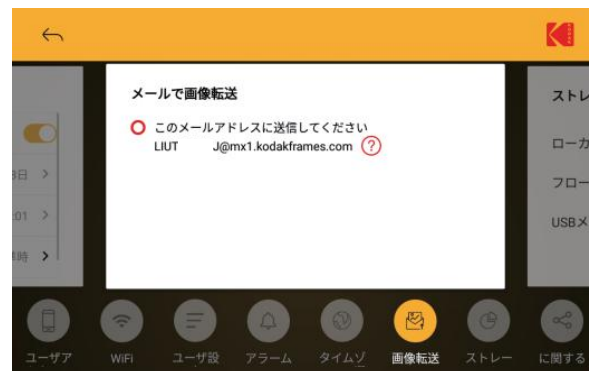 メールで画像転送
このメールアドレスに送信してください
LIUT J@mx1.kodakframes.com ?
8日 >
:01 >
時 >
ストレ
ローカ
フロー
USBメ
ユーザア
WiFi
ユーザ設
アラーム
タイムゾ
画像転送
ストレー
に関する